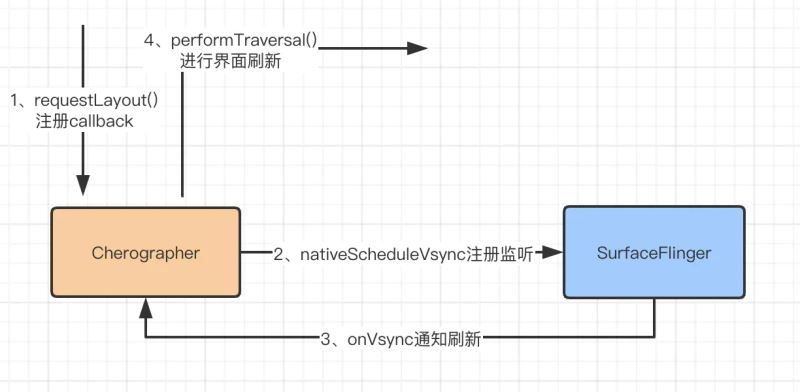 4、performTraversal()
进行界面刷新
1、requestLayout()
注册callback
Cherographer
2、nativeScheduleVsync注册监听
SurfaceFlinger
3、onVsync通知刷新